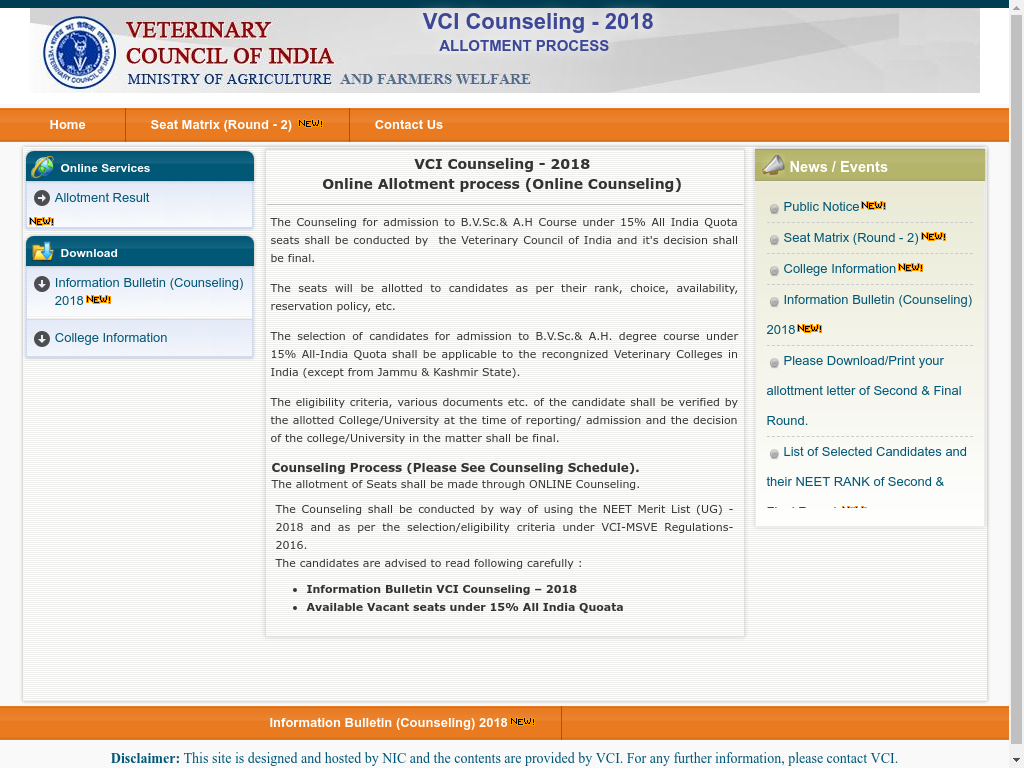 VCI Counseling - 2018
ALLOTMENT PROCESS
VETERINARY
COUNCIL OF INDIA
MINISTRY OF AGRICULTURE AND FARMERS WELFARE
Home
Seat Matrix (Round - 2) NEW!
Contact Us
Online Services
Allotment Result
NEW!
Download
Information Bulletin (Counseling)
2018 NEW!
College Information
VCI Counseling - 2018
Online Allotment process (Online Counseling)
The Counseling for admission to B.V.Sc.& A.H Course under 15% All India Quota
seats shall be conducted by the Veterinary Council of India and it's decision shall
be final.
The seats will be allotted to candidates as per their rank, choice, availability,
reservation policy, etc.
The selection of candidates for admission to B.V.Sc.& A.H. degree course under
15% All-India Quota shall be applicable to the recongnized Veterinary Colleges in
India (except from Jammu & Kashmir State).
The eligibility criteria, various documents etc. of the candidate shall be verified by
the allotted College/University at the time of reporting/ admission and the decision
of the college/University in the matter shall be final.
Counseling Process (Please See Counseling Schedule).
The allotment of Seats shall be made through ONLINE Counseling.
The Counseling shall be conducted by way of using the NEET Merit List (UG) -
2018 and as per the selection/eligibility criteria under VCI-MSVE Regulations-
2016.
The candidates are advised to read following carefully :
• Information Bulletin VCI Counseling – 2018
• Available Vacant seats under 15% All India Quoata
News / Events
Public Notice NEW!
Seat Matrix (Round - 2) NEW!
College Information NEW!
Information Bulletin (Counseling)
2018 NEW!
Please Download/Print your
allottment letter of Second & Final
Round.
List of Selected Candidates and
their NEET RANK of Second &
Information Bulletin (Counseling) 2018 NEW!
Disclaimer: This site is designed and hosted by NIC and the contents are provided by VCI. For any further information, please contact VCI.